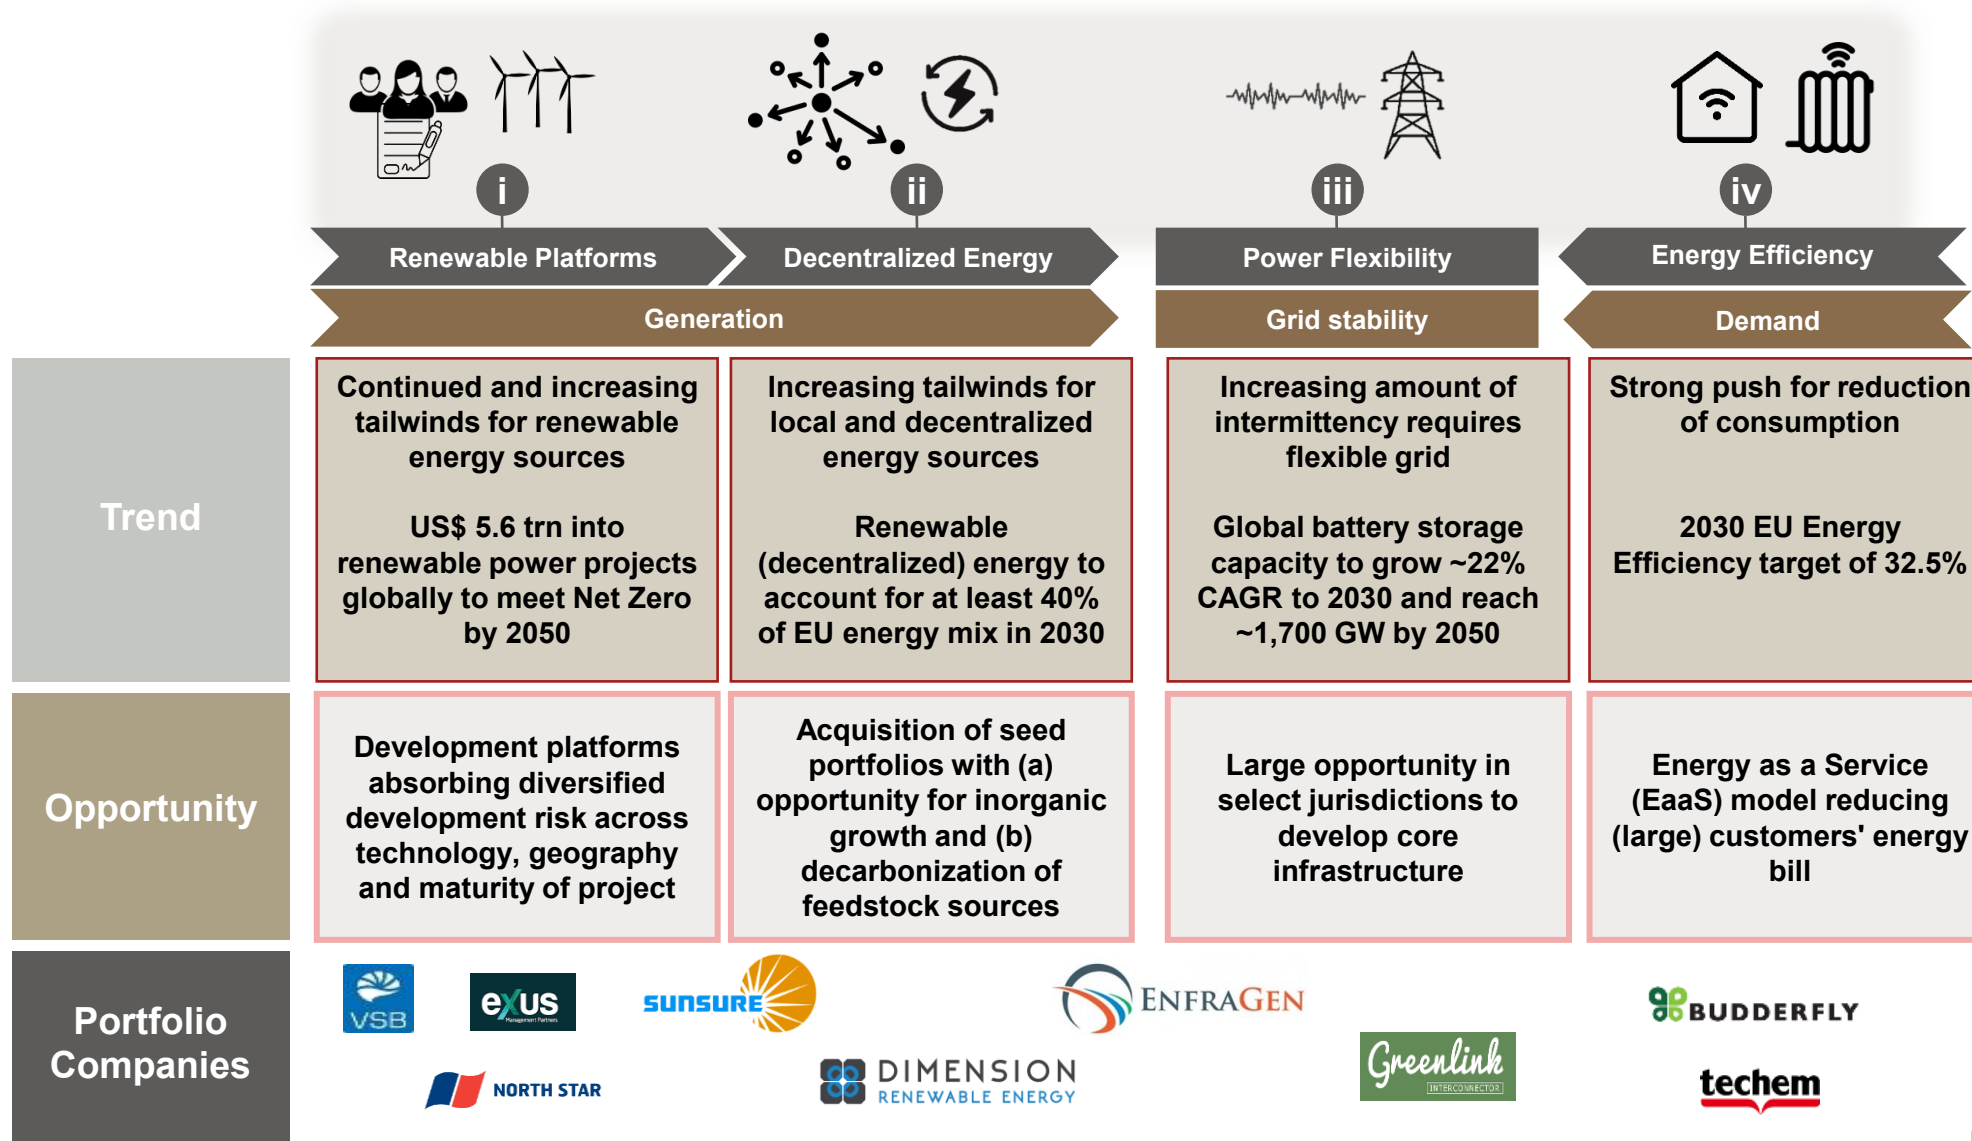 i
ii
iii
iv
Renewable Platforms
Decentralized Energy
Power Flexibility
Energy Efficiency
Generation
Grid stability
Demand
Trend
Continued and increasing
tailwinds for renewable
energy sources
US$ 5.6 trn into
renewable power projects
globally to meet Net Zero
by 2050
Increasing tailwinds for
local and decentralized
energy sources
Renewable
(decentralized) energy to
account for at least 40%
of EU energy mix in 2030
Increasing amount of
intermittency requires
flexible grid
Global battery storage
capacity to grow ~22%
CAGR to 2030 and reach
~1,700 GW by 2050
Strong push for reduction
of consumption
2030 EU Energy
Efficiency target of 32.5%
Opportunity
Development platforms
absorbing diversified
development risk across
technology, geography
and maturity of project
Acquisition of seed
portfolios with (a)
opportunity for inorganic
growth and (b)
decarbonization of
feedstock sources
Large opportunity in
select jurisdictions to
develop core
infrastructure
Energy as a Service
(EaaS) model reducing
(large) customers' energy
bill
Portfolio
Companies
VSB
exus
Management Partners
SUNSURE
ENFRAGEN
BUDDERFLY
NORTH STAR
DIMENSION
RENEWABLE ENERGY
Greenlink
INTERCONNECTOR
techem